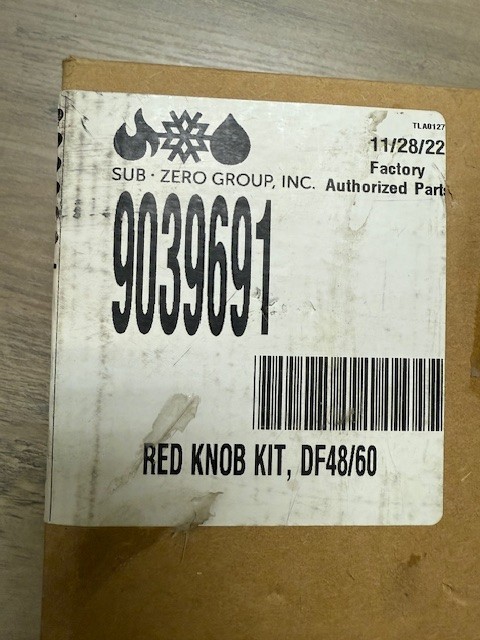 TLA0127
11/28/22
SUB·ZERO GROUP, INC.
Factory
Authorized Parts
9039691
RED KNOB KIT, DF48/60